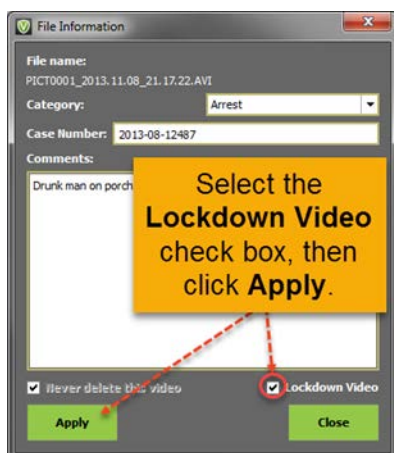 File Information
File name:
PICT0001_2013.11.08_21.17.22.AVI
Category: Arrest
Case Number: 2013-08-12487
Comments:
Drunk man on porch
Select the
Lockdown Video
check box, then
click Apply.
Never delete this video Lockdown Video
Apply Close